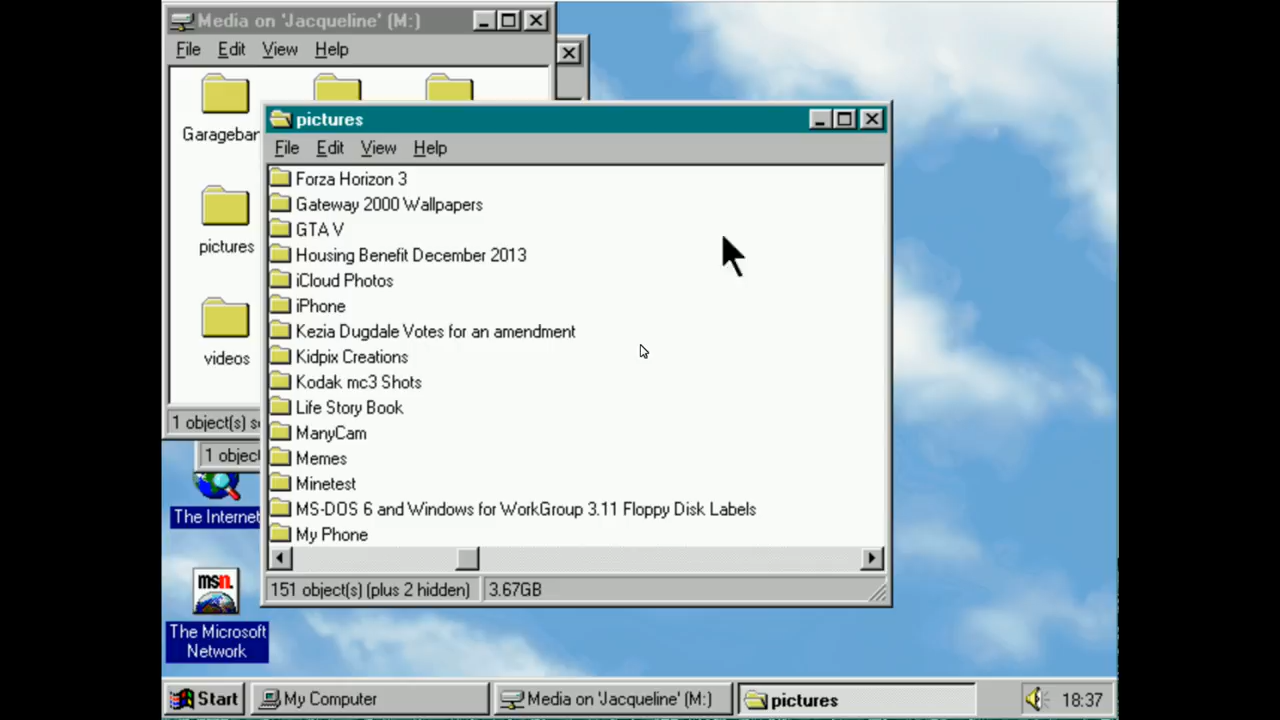 Media on 'Jacqueline' (M:)
File Edit View Help
Garageban
pictures
videos
1 object(s) s
1 objec
pictures
File Edit View Help
Forza Horizon 3
Gateway 2000 Wallpapers
GTA V
Housing Benefit December 2013
iCloud Photos
iPhone
Kezia Dugdale Votes for an amendment
Kidpix Creations
Kodak mc3 Shots
Life Story Book
ManyCam
Memes
Minetest
MS-DOS 6 and Windows for WorkGroup 3.11 Floppy Disk Labels
My Phone
151 object(s) (plus 2 hidden) 3.67GB
The Internet
msn.
The Microsoft
Network
Start My Computer Media on 'Jacqueline' (M:) pictures 18:37